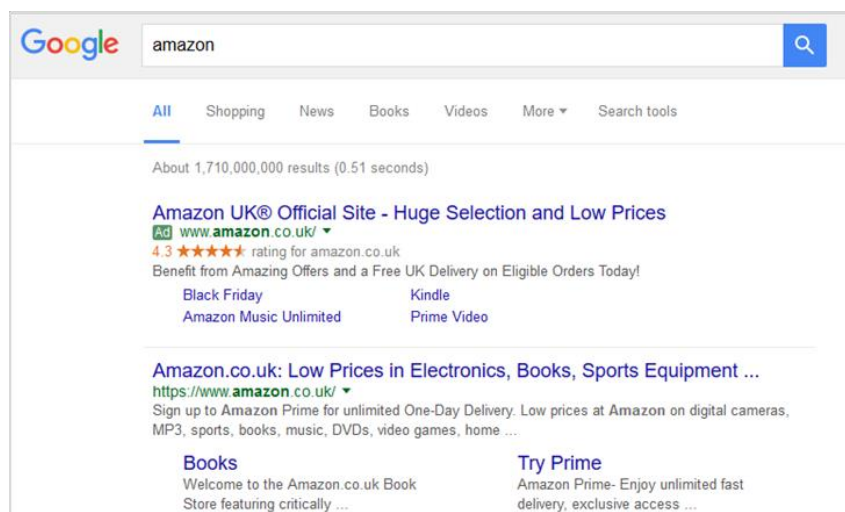 Google amazon
All Shopping News Books Videos More Search tools
About 1,710,000,000 results (0.51 seconds)
Amazon UK® Official Site - Huge Selection and Low Prices
Ad www.amazon.co.uk/
4.3 rating for amazon.co.uk
Benefit from Amazing Offers and a Free UK Delivery on Eligible Orders Today!
Black Friday Kindle
Amazon Music Unlimited Prime Video
Amazon.co.uk: Low Prices in Electronics, Books, Sports Equipment ...
https://www.amazon.co.uk/
Sign up to Amazon Prime for unlimited One-Day Delivery. Low prices at Amazon on digital cameras,
MP3, sports, books, music, DVDs, video games, home ...
Books Try Prime
Welcome to the Amazon.co.uk Book Amazon Prime- Enjoy unlimited fast
Store featuring critically ... delivery, exclusive access ...